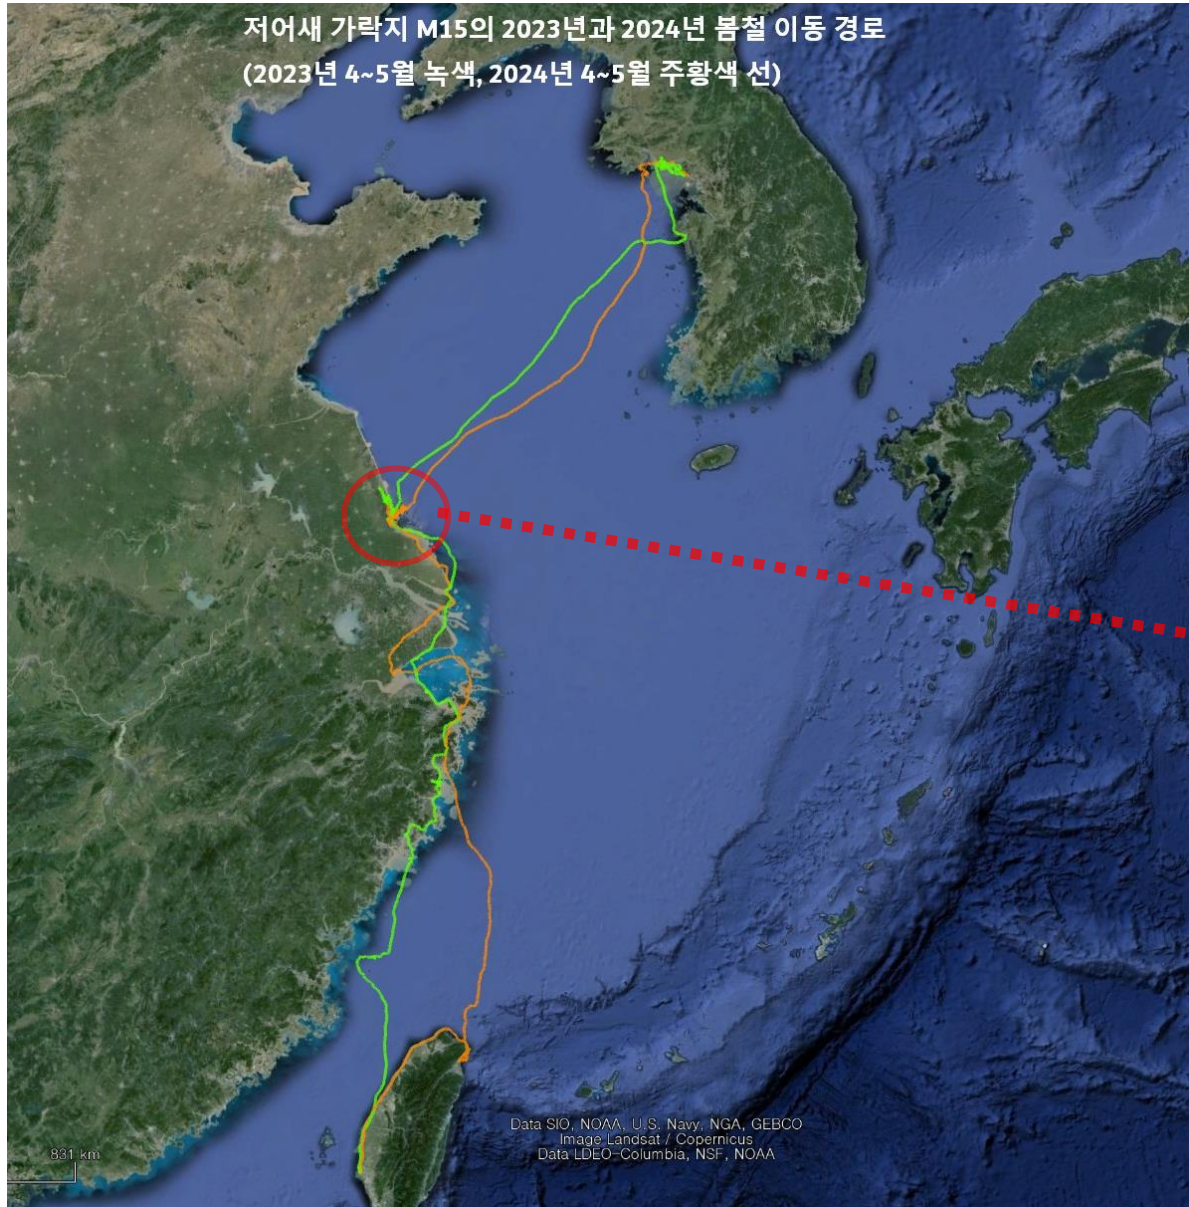 저어새 가락지 M15의 2023년과 2024년 봄철 이동 경로
(2023년 4~5월 녹색, 2024년 4~5월 주황색 선)
Data SIO, NOAA, U.S. Navy, NGA, GEBCO
Image Landsat / Copernicus
Data LDEO-Columbia, NSF, NOAA
831 km